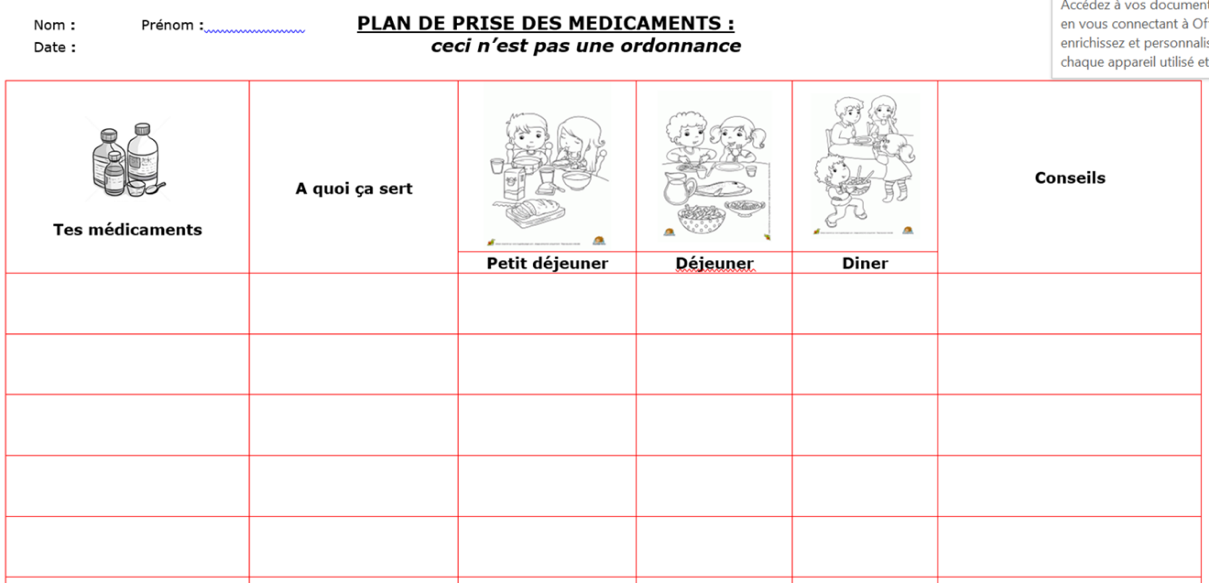 Nom :
Prénom :
Date :
PLAN DE PRISE DES MEDICAMENTS :
ceci n’est pas une ordonnance
Accédez à vos document
en vous connectant à Of
enrichissez et personnalis
chaque appareil utilisé et
Tes médicaments
A quoi ça sert
Petit déjeuner
Déjeuner
Diner
Conseils